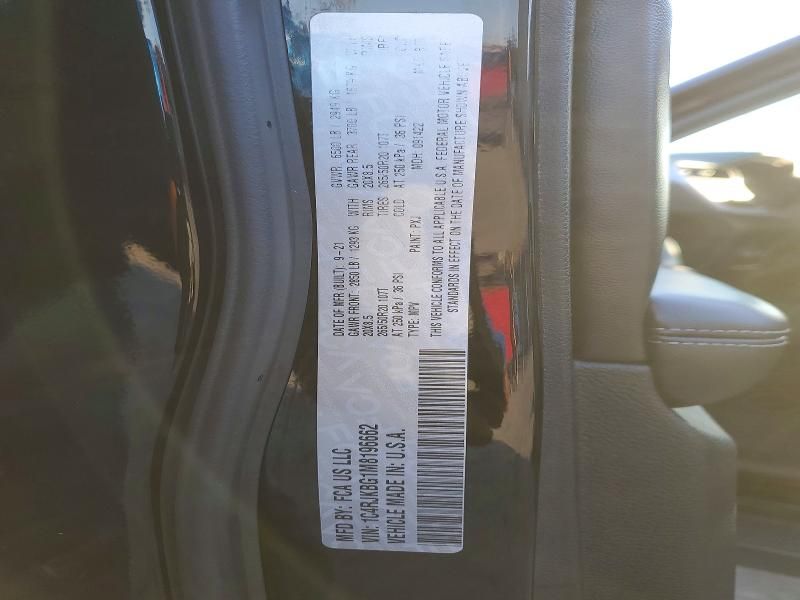 MFD BY: FCA US LLC
VIN: 1C4RJKBG1M8196662
VEHICLE MADE IN: U.S.A.
DATE OF MFR (BUILT): 9-21 GVWR: 6500 LB 2949 KG
GAWR FRONT: 2850 LB / 1293 KG WITH GAWR REAR 3700 LB 1679 KG
20X8.5 RIMS 20X8.5
265/50R20 107T TIRES 265/50R20 107T
AT 250 kPa / 36 PSI COLD AT 250 kPa / 36 PSI
TYPE: MPV PAINT: PXJ MDH: 091422
THIS VEHICLE CONFORMS TO ALL APPLICABLE U.S.A. FEDERAL MOTOR VEHICLE SAFETY
STANDARDS IN EFFECT ON THE DATE OF MANUFACTURE SHOWN ABOVE